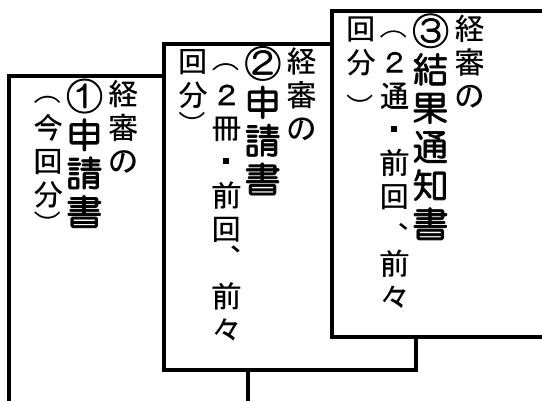 経審の
③結果通知書
（２通・前回、前々
回分）
経審の
②申請書
（２冊・前回、前々
回分）
経審の
①申請書
（今回分）